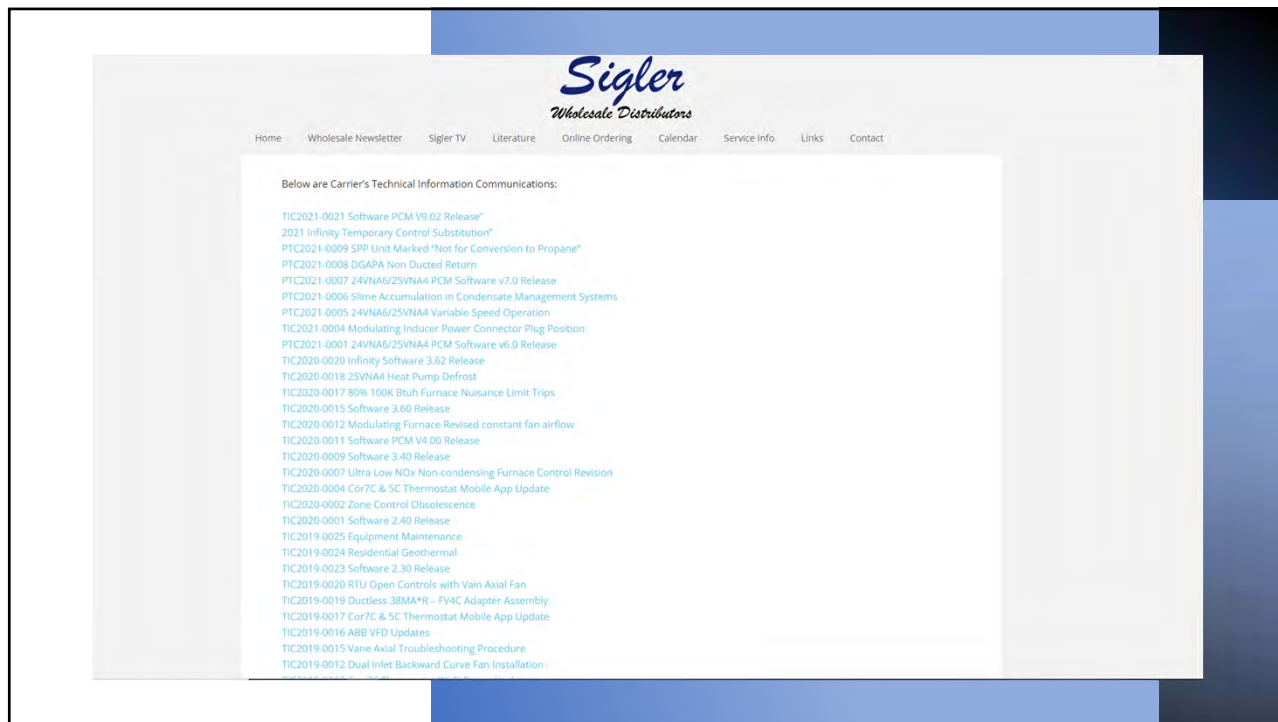 Sigler
Wholesale Distributors
Home Wholesale Newsletter Sigler TV Literature Online Ordering Calendar Service Info Links Contact
Below are Carrier's Technical Information Communications:
TIC2021-0021 Software PCM V9.02 Release"
2021 Infinity Temporary Control Substitution"
PTC2021-0009 SPP Unit Marked "Not for Conversion to Propane"
PTC2021-0008 DGAPA Non Ducted Return
PTC2021-0007 24VNA6/25VNA4 PCM Software v7.0 Release
PTC2021-0006 Slime Accumulation in Condensate Management Systems
PTC2021-0005 24VNA6/25VNA4 Variable Speed Operation
TIC2021-0004 Modulating Inducer Power Connector Plug Position
PTC2021-0001 24VNA6/25VNA4 PCM Software v6.0 Release
TIC2020-0020 Infinity Software 3.62 Release
TIC2020-0018 25VNA4 Heat Pump Defrost
TIC2020-0017 80% 100K Btuh Furnace Nuisance Limit Trips
TIC2020-0015 Software 3.60 Release
TIC2020-0012 Modulating Furnace Revised constant fan airflow
TIC2020-0011 Software PCM V4.00 Release
TIC2020-0009 Software 3.40 Release
TIC2020-0007 Ultra Low NOx Non-condensing Furnace Control Revision
TIC2020-0004 Côr7C & 5C Thermostat Mobile App Update
TIC2020-0002 Zone Control Obsolescence
TIC2020-0001 Software 2.40 Release
TIC2019-0025 Equipment Maintenance
TIC2019-0024 Residential Geothermal
TIC2019-0023 Software 2.30 Release
TIC2019-0020 RTU Open Controls with Vain Axial Fan
TIC2019-0019 Ductless 38MA*R – FV4C Adapter Assembly
TIC2019-0017 Cor7C & 5C Thermostat Mobile App Update
TIC2019-0016 ABB VFD Updates
TIC2019-0015 Vane Axial Troubleshooting Procedure
TIC2019-0012 Dual Inlet Backward Curve Fan Installation